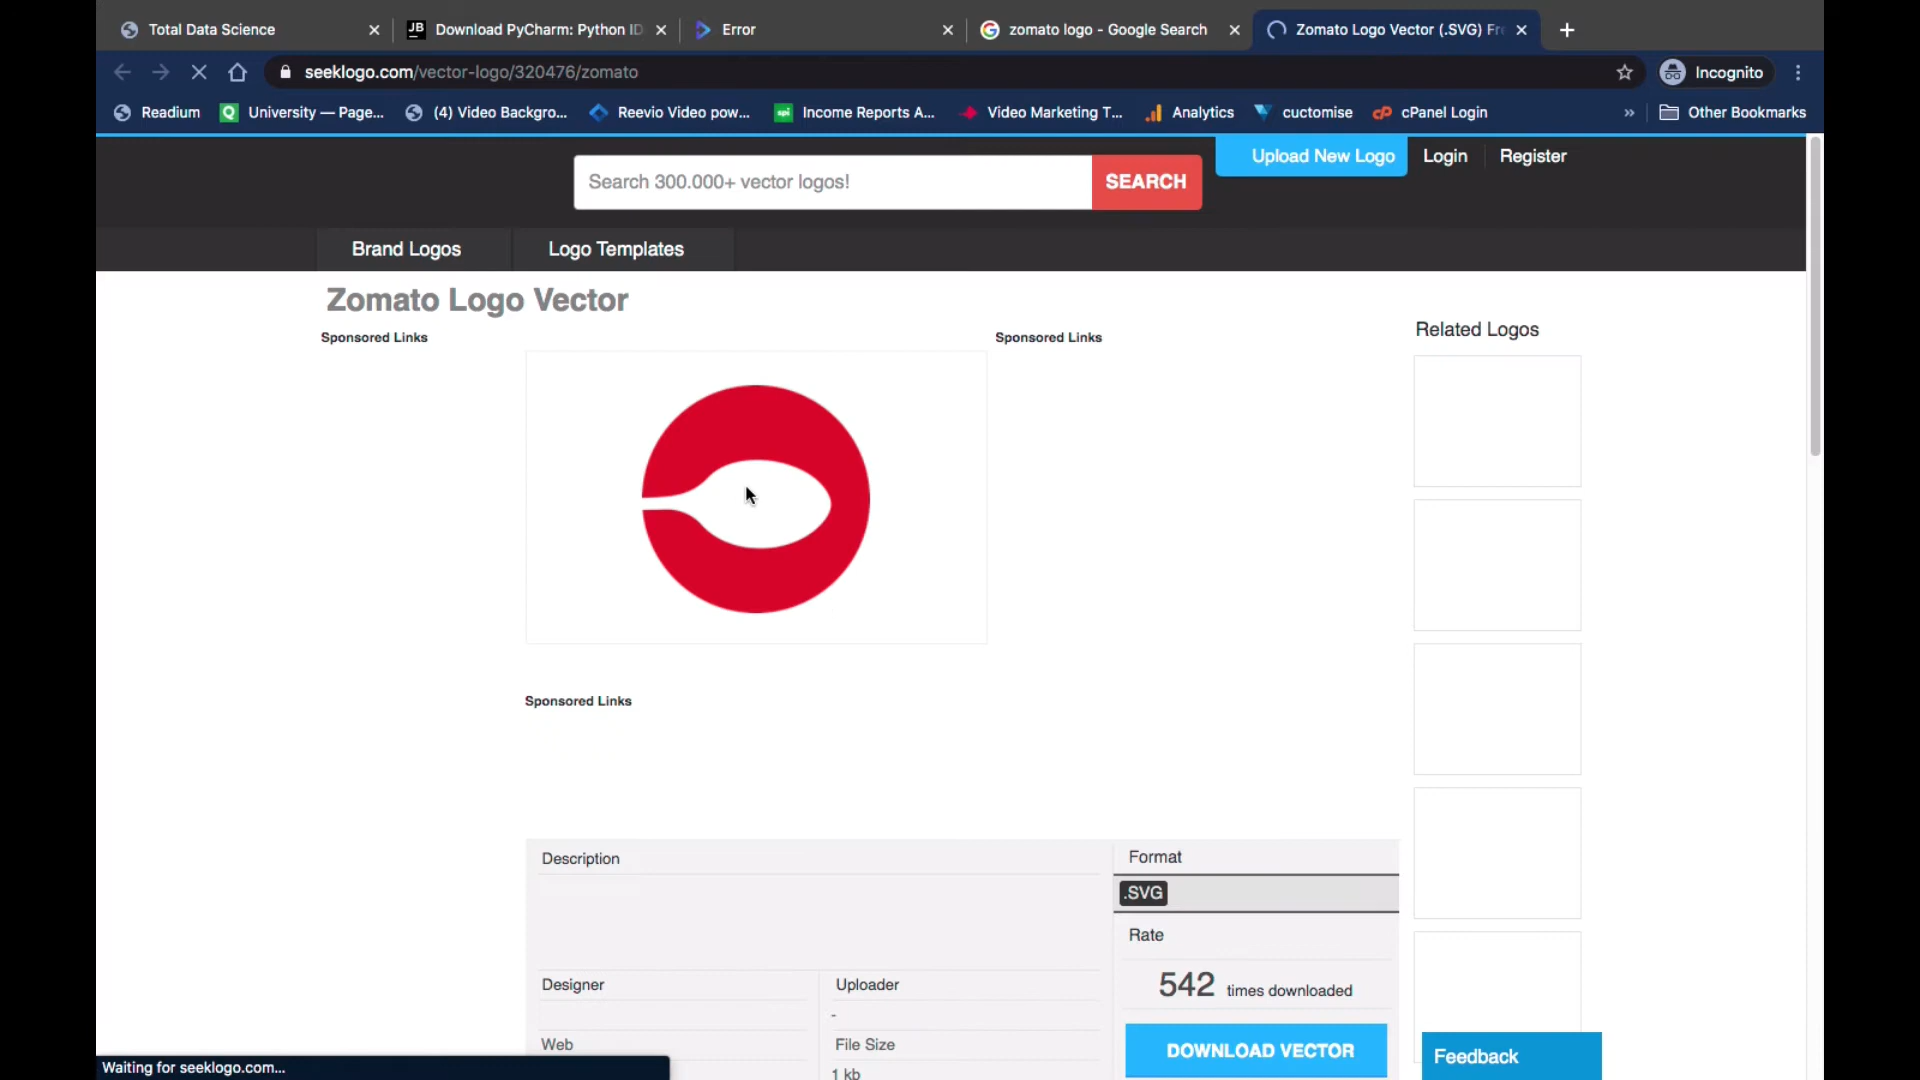 Total Data Science
JB
Download PyCharm: Python ID
Error
zomato logo - Google Search
Zomato Logo Vector (.SVG) Fre
seeklogo.com/vector-logo/320476/zomato
Incognito
Readium
University — Page...
(4) Video Backgro...
Reevio Video pow...
spi
Income Reports A...
Video Marketing T...
Analytics
cuctomise
cPanel Login
»
Other Bookmarks
Search 300.000+ vector logos!
SEARCH
Upload New Logo
Login
Register
Brand Logos
Logo Templates
Zomato Logo Vector
Sponsored Links
Sponsored Links
Related Logos
Sponsored Links
Description
Format
.SVG
Rate
542 times downloaded
Designer
Uploader
-
Web
File Size
1 kb
DOWNLOAD VECTOR
Feedback
Waiting for seeklogo.com...